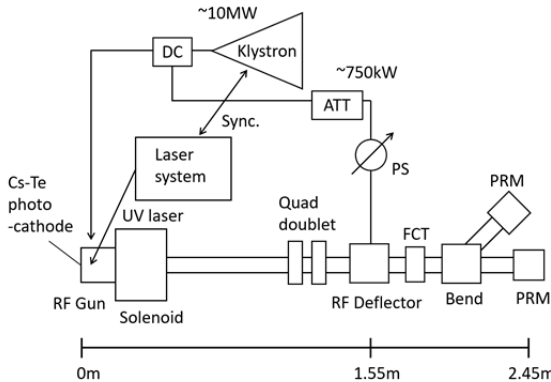 ~10MW
DC
Klystron
~750kW
ATT
Sync.
Laser
system
PS
Cs-Te
photo
-cathode
UV laser
Quad
doublet
FCT
PRM
RF Gun
Solenoid
RF Deflector
Bend
PRM
0m
1.55m
2.45m